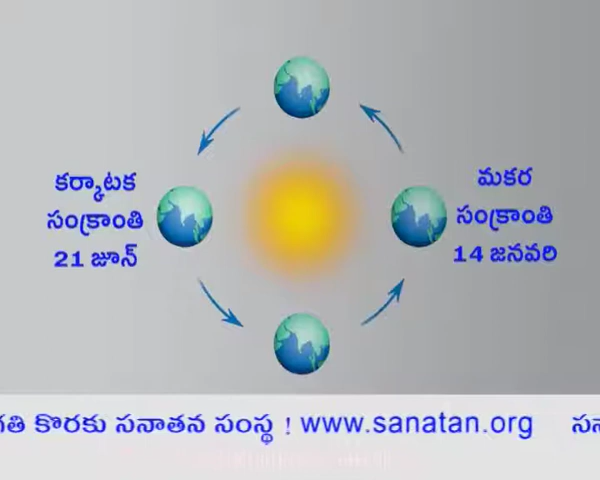 కర్కాటక
సంక్రాంతి
21 జూన్
మకర
సంక్రాంతి
14 జనవరి
కొరకు సనాతన సంస్థ ! www.sanatan.org